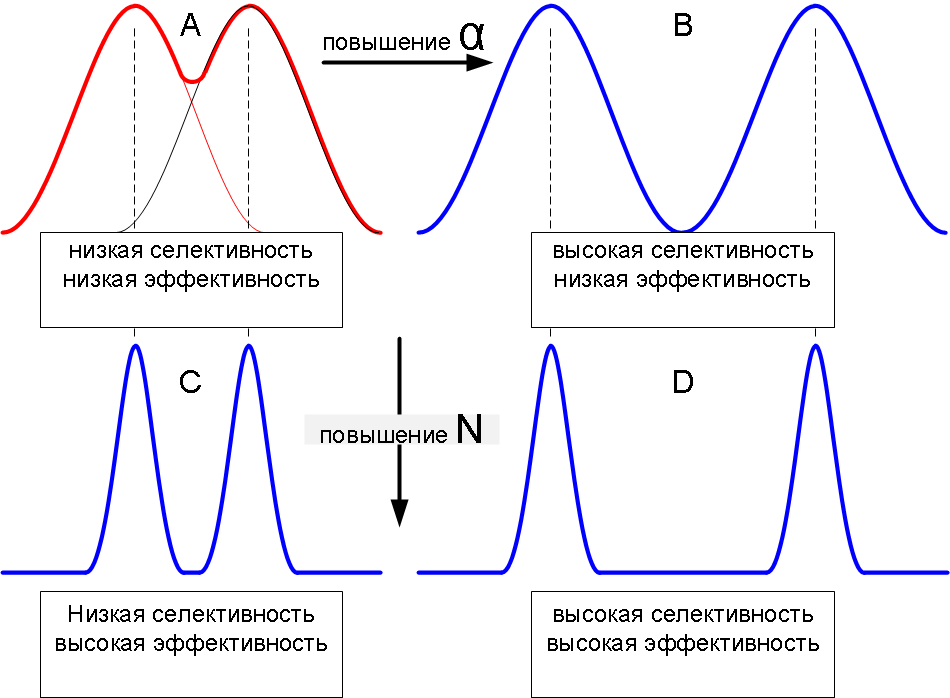 A
повышение α
B
низкая селективность
низкая эффективность
высокая селективность
низкая эффективность
C
повышение N
D
Низкая селективность
высокая эффективность
высокая селективность
высокая эффективность